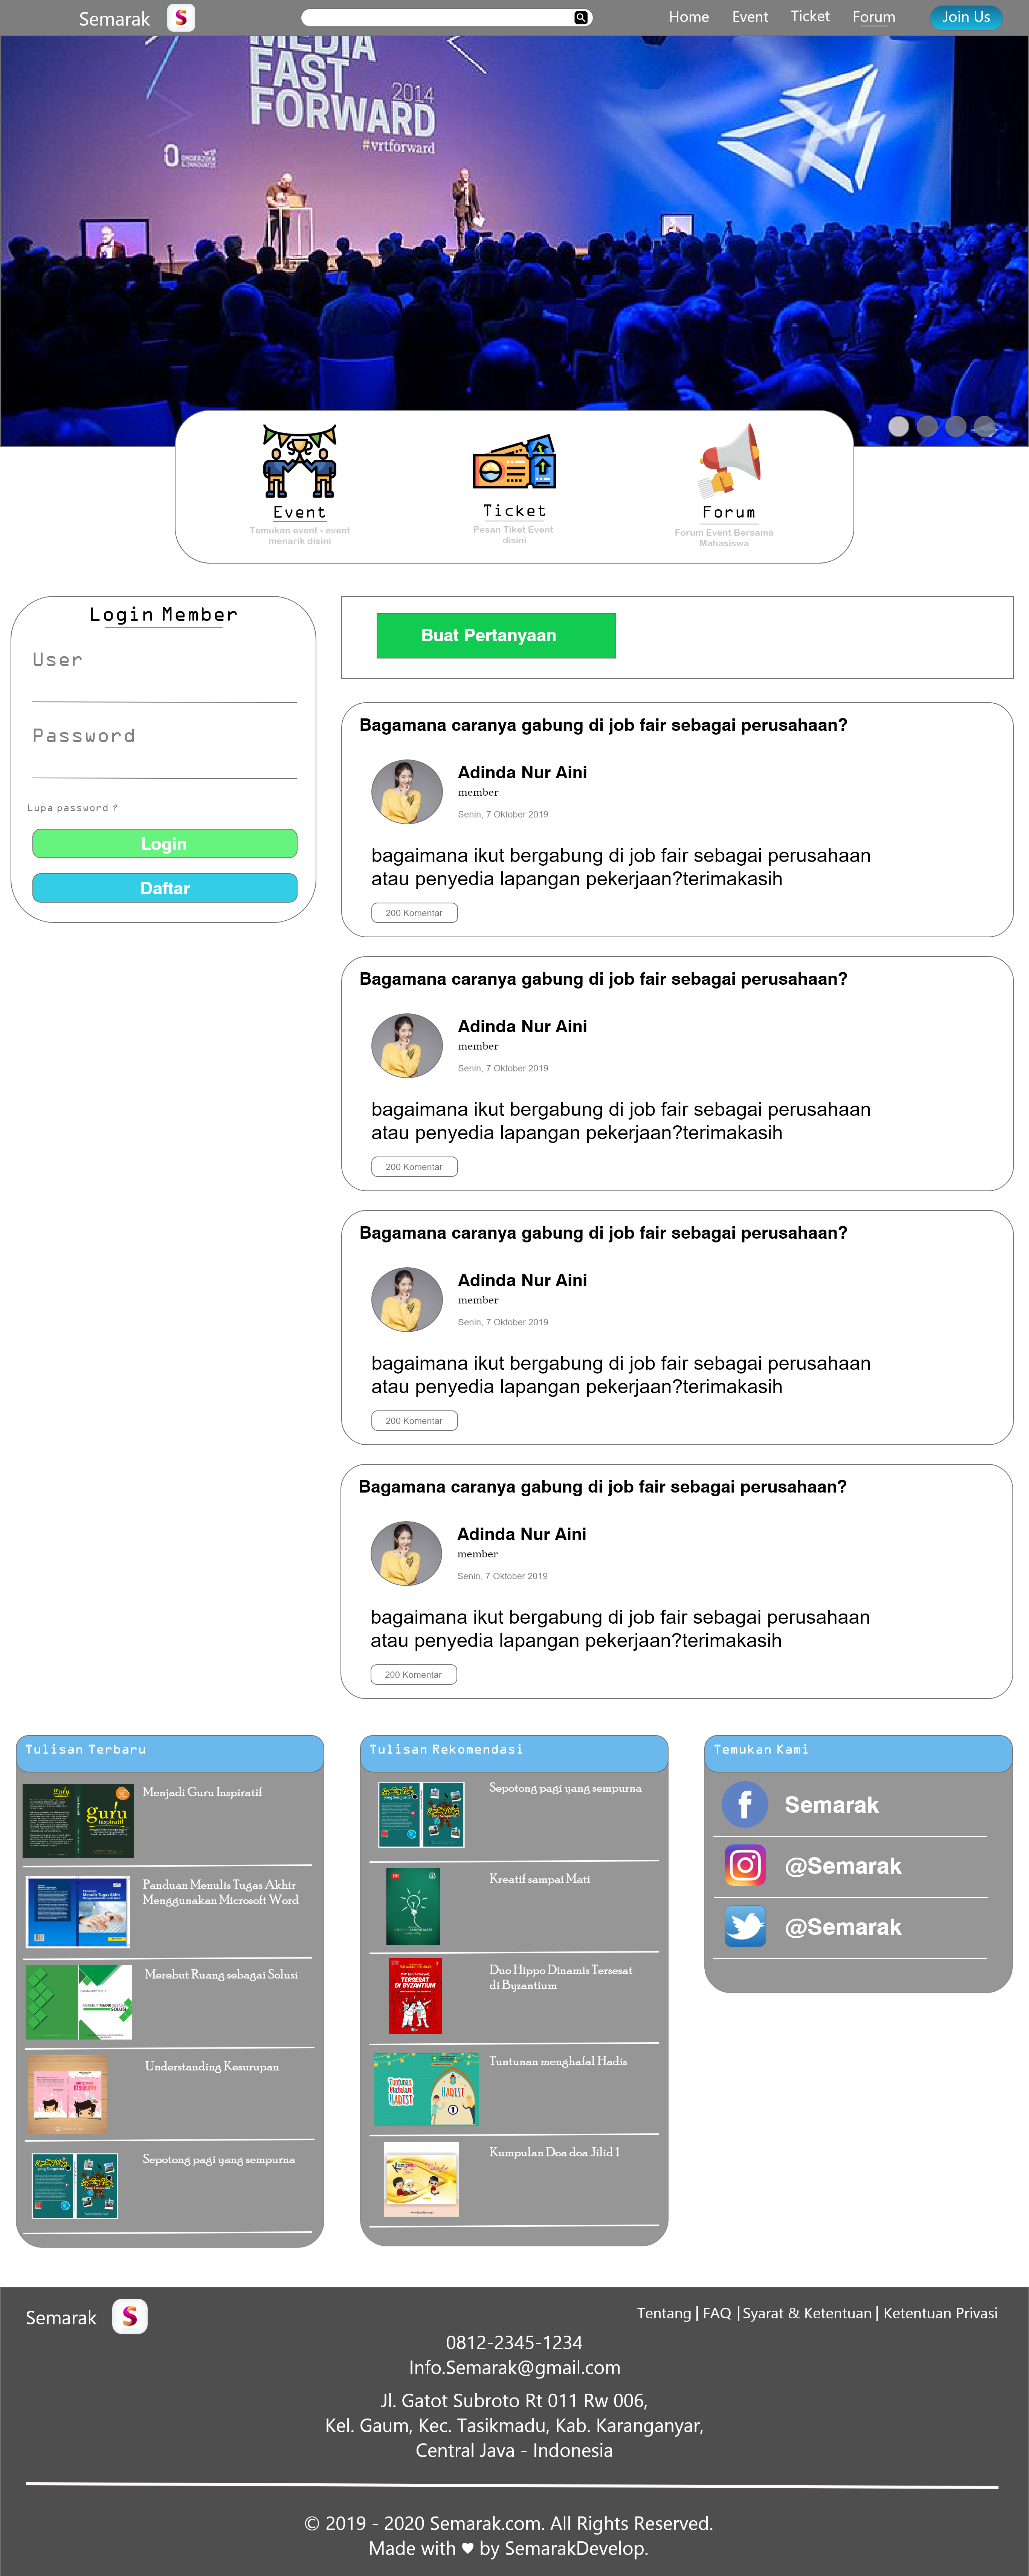 Semarak
S
Home
Event
Ticket
Forum
Join Us
MEDIA
FAST
FORWARD
2014
#vrtforward
Event
Temukan event - event
menarik disini
Ticket
Pesan Tiket Event
disini
Forum
Forum Event Bersama
Mahasiswa
Login Member
User
Password
Lupa password ?
Login
Daftar
Buat Pertanyaan
Bagamana caranya gabung di job fair sebagai perusahaan?
Adinda Nur Aini
member
Senin, 7 Oktober 2019
bagaimana ikut bergabung di job fair sebagai perusahaan
atau penyedia lapangan pekerjaan?terimakasih
200 Komentar
Bagamana caranya gabung di job fair sebagai perusahaan?
Adinda Nur Aini
member
Senin, 7 Oktober 2019
bagaimana ikut bergabung di job fair sebagai perusahaan
atau penyedia lapangan pekerjaan?terimakasih
200 Komentar
Bagamana caranya gabung di job fair sebagai perusahaan?
Adinda Nur Aini
member
Senin, 7 Oktober 2019
bagaimana ikut bergabung di job fair sebagai perusahaan
atau penyedia lapangan pekerjaan?terimakasih
200 Komentar
Bagamana caranya gabung di job fair sebagai perusahaan?
Adinda Nur Aini
member
Senin, 7 Oktober 2019
bagaimana ikut bergabung di job fair sebagai perusahaan
atau penyedia lapangan pekerjaan?terimakasih
200 Komentar
Tulisan Terbaru
guru
inspiratif
Menjadi Guru Inspiratif
Panduan Menulis Tugas Akhir
Menggunakan Microsoft Word
Merebut Ruang sebagai Solusi
Understanding Kesurupan
Sepotong pagi yang sempurna
Tulisan Rekomendasi
Sepotong pagi yang sempurna
Kreatif sampai Mati
TERSESAT
DI BYZANTIUM
Duo Hippo Dinamis Tersesat
di Byzantium
Tuntunan
Hafalan
HADIST
HADIST
1
Tuntunan menghafal Hadis
Kumpulan Doa doa Jilid 1
Temukan Kami
Semarak
@Semarak
@Semarak
Semarak
S
Tentang | FAQ | Syarat & Ketentuan | Ketentuan Privasi
0812-2345-1234
Info.Semarak@gmail.com
Jl. Gatot Subroto Rt 011 Rw 006,
Kel. Gaum, Kec. Tasikmadu, Kab. Karanganyar,
Central Java - Indonesia
© 2019 - 2020 Semarak.com. All Rights Reserved.
Made with ♥ by SemarakDevelop.